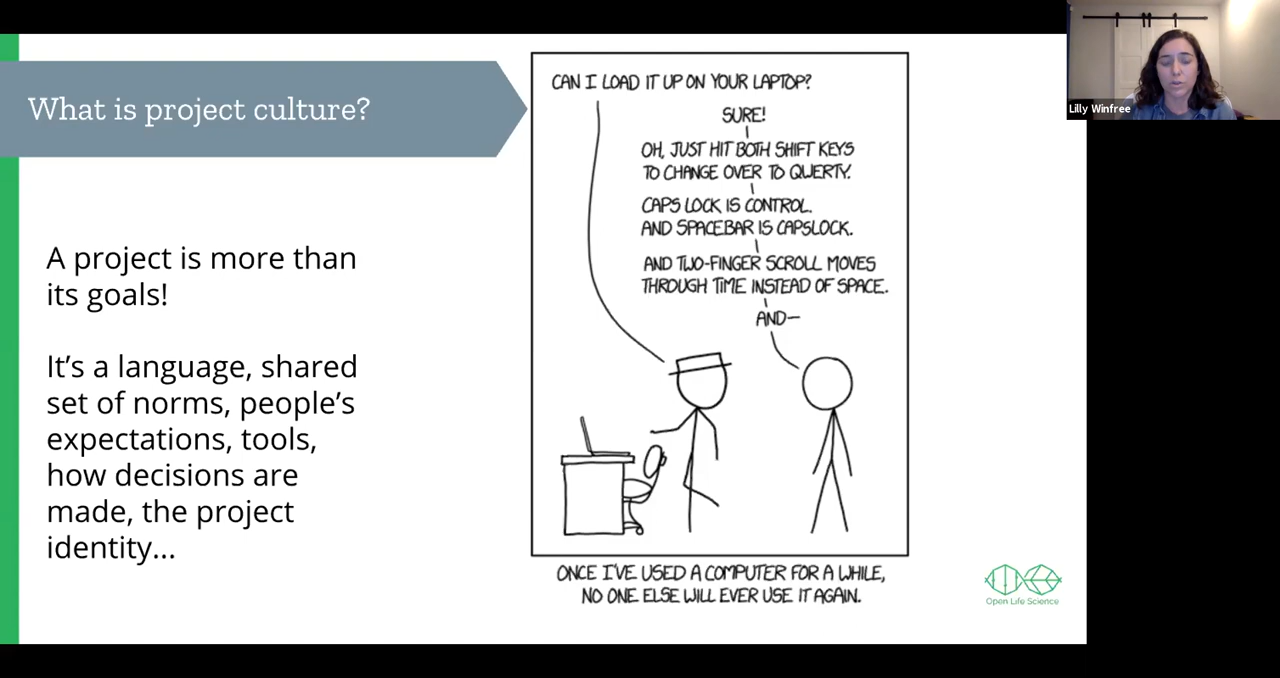 What is project culture?
A project is more than
its goals!
It's a language, shared
set of norms, people's
expectations, tools,
how decisions are
made, the project
identity...
CAN I LOAD IT UP ON YOUR LAPTOP?
SURE!
OH, JUST HIT BOTH SHIFT KEYS
TO CHANGE OVER TO QWERTY.
CAPS LOCK IS CONTROL.
AND SPACEBAR IS CAPSLOCK.
AND TWO-FINGER SCROLL MOVES
THROUGH TIME INSTEAD OF SPACE.
AND—
ONCE I'VE USED A COMPUTER FOR A WHILE,
NO ONE ELSE WILL EVER USE IT AGAIN.
Open Life Science
Lilly Winfree